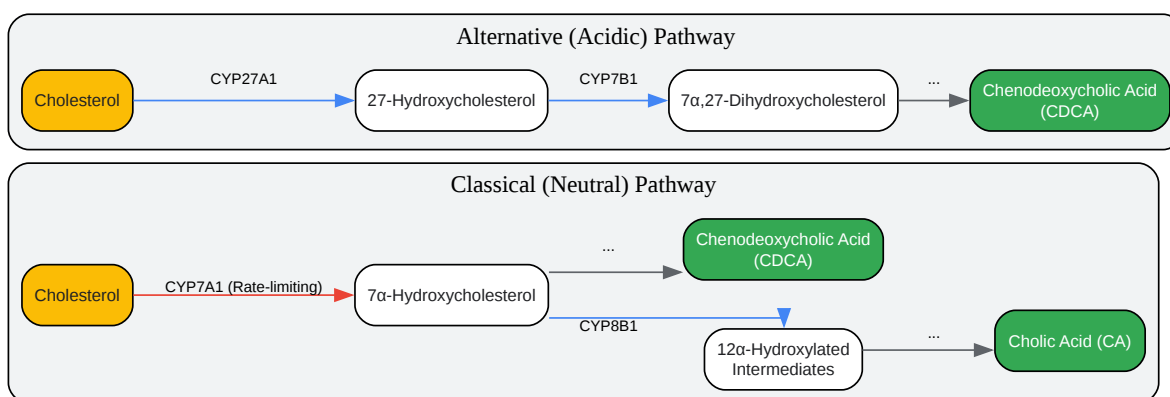 Alternative (Acidic) Pathway
Cholesterol
CYP27A1
27-Hydroxycholesterol
CYP7B1
7α,27-Dihydroxycholesterol
...
Chenodeoxycholic Acid
(CDCA)
Classical (Neutral) Pathway
Cholesterol
CYP7A1 (Rate-limiting)
7α-Hydroxycholesterol
...
Chenodeoxycholic Acid
(CDCA)
CYP8B1
12α-Hydroxylated
Intermediates
...
Cholic Acid (CA)